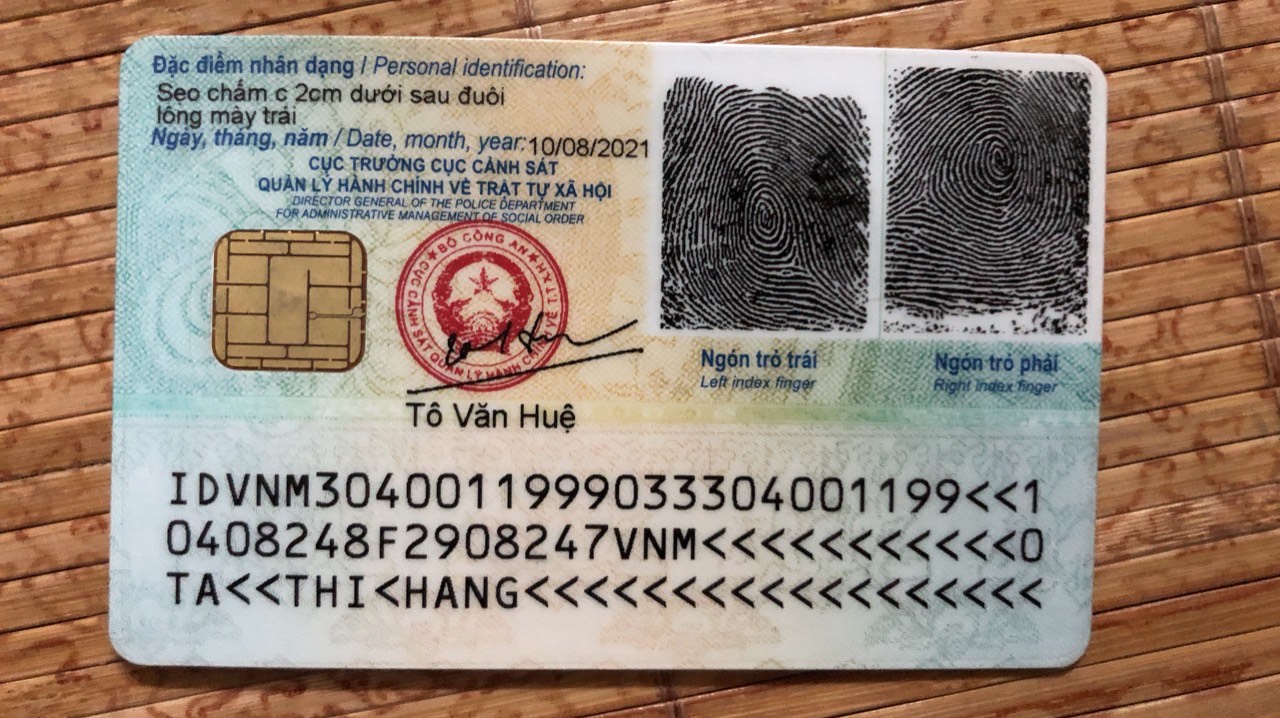 Đặc điểm nhân dạng / Personal identification:
Sẹo chấm c 2cm dưới sau đuôi
lông mày trái
Ngày, tháng, năm / Date, month, year: 10/08/2021
CỤC TRƯỞNG CỤC CẢNH SÁT
QUẢN LÝ HÀNH CHÍNH VỀ TRẬT TỰ XÃ HỘI
DIRECTOR GENERAL OF THE POLICE DEPARTMENT
FOR ADMINISTRATIVE MANAGEMENT OF SOCIAL ORDER
BỘ CÔNG AN
CỤC CẢNH SÁT QUẢN LÝ HÀNH CHÍNH VỀ TTXH
Ngón trỏ trái
Left index finger
Ngón trỏ phải
Right index finger
Tô Văn Huệ
IDVNM3040011999033304001199<<1
0408248F2908247VNM<<<<<<<<<<<0
TA<<THI<HANG<<<<<<<<<<<<<<<<<<